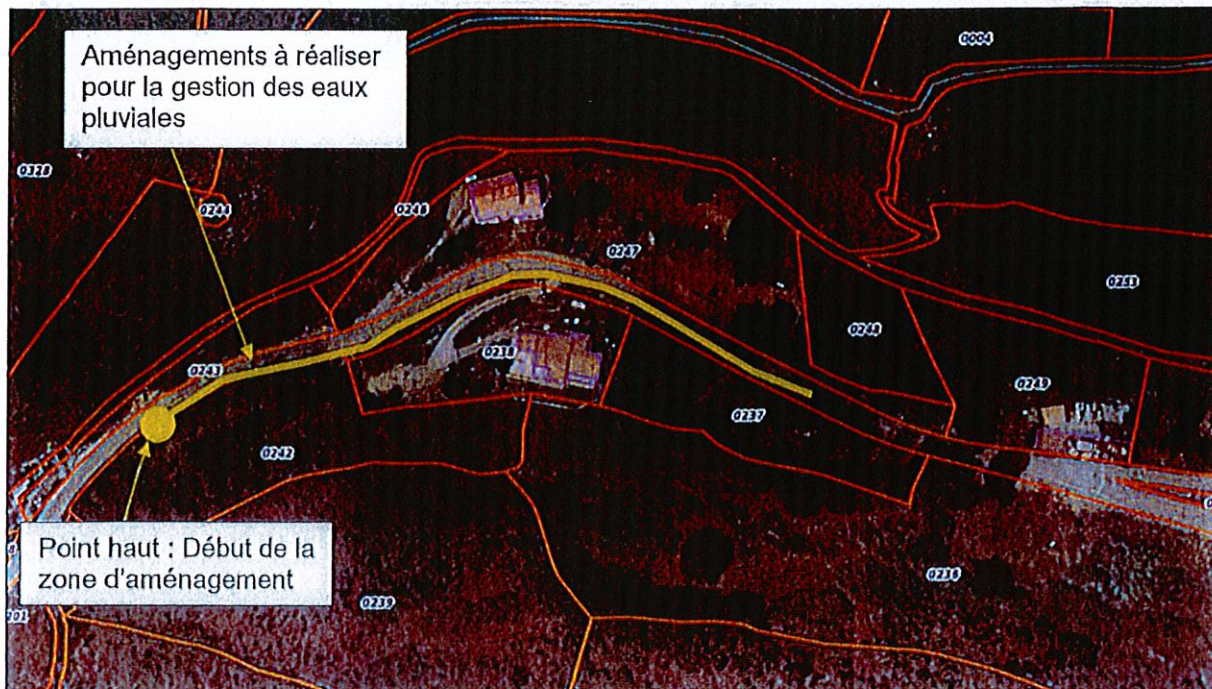 Aménagements à réaliser
pour la gestion des eaux
pluviales
0004
0328
0244
0246
0247
0253
0248
0243
0238
0249
0237
0242
Point haut : Début de la
zone d'aménagement
0236
0239